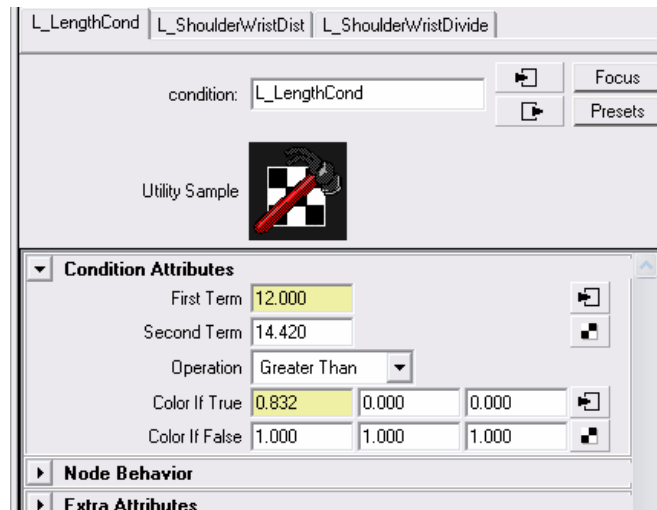 L_LengthCond L_ShoulderWristDist L_ShoulderWristDivide
condition: L_LengthCond Focus
Presets
Utility Sample
Condition Attributes
First Term 12.000
Second Term 14.420
Operation Greater Than
Color If True 0.832 0.000 0.000
Color If False 1.000 1.000 1.000
Node Behavior
Extra Attributes